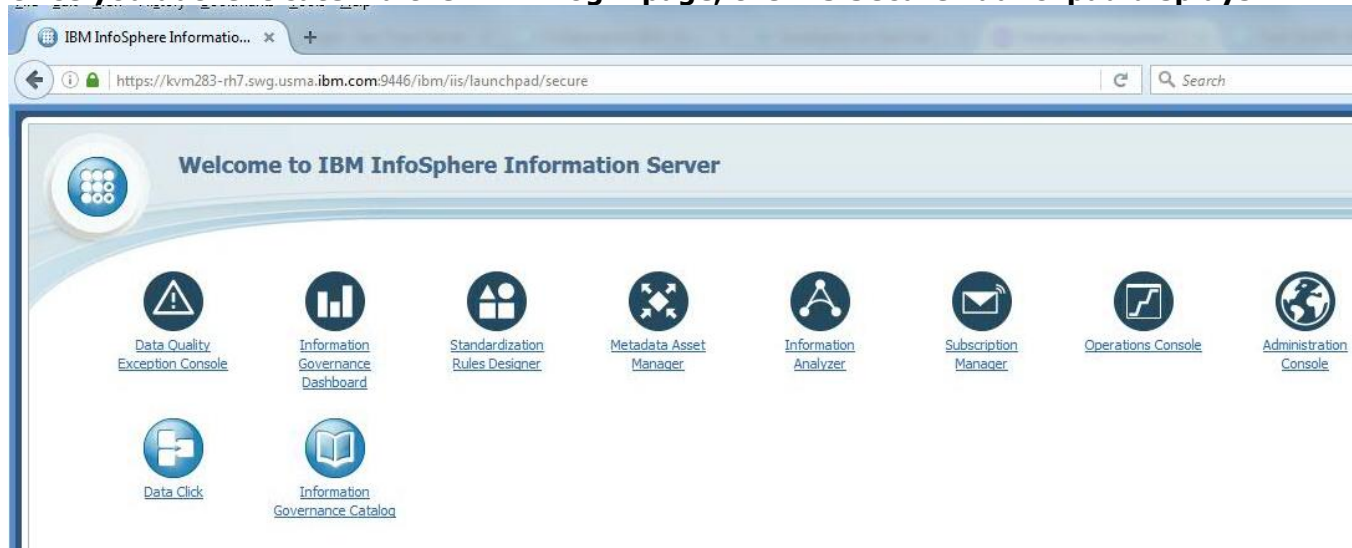 IBM InfoSphere Informatio... × +
https://kvm283-rh7.swg.usma.ibm.com:9446/ibm/iis/launchpad/secure
Search
Welcome to IBM InfoSphere Information Server
Data Quality
Exception Console
Information
Governance
Dashboard
Standardization
Rules Designer
Metadata Asset
Manager
Information
Analyzer
Subscription
Manager
Operations Console
Administration
Console
Data Click
Information
Governance Catalog